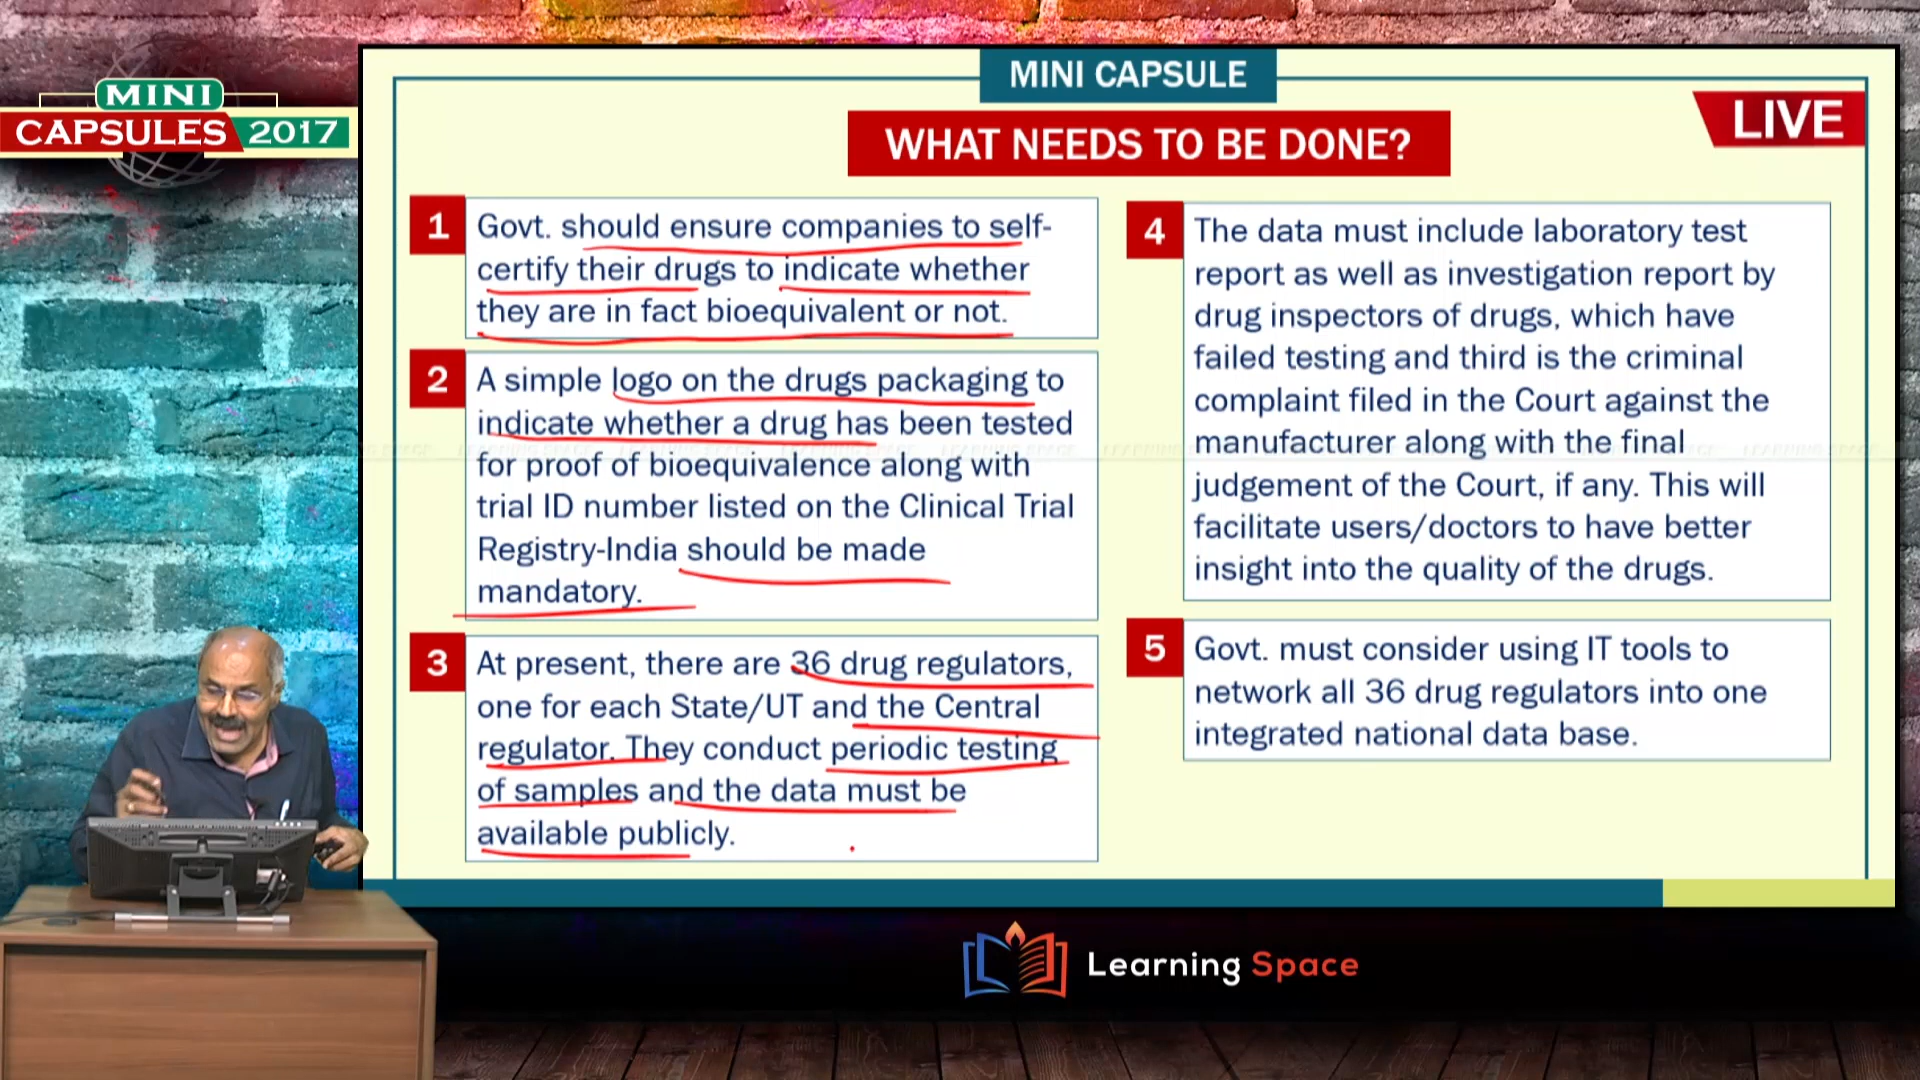 MINI
CAPSULES 2017
MINI CAPSULE
WHAT NEEDS TO BE DONE?
LIVE
1
Govt. should ensure companies to self-
certify their drugs to indicate whether
they are in fact bioequivalent or not.
2
A simple logo on the drugs packaging to
indicate whether a drug has been tested
for proof of bioequivalence along with
trial ID number listed on the Clinical Trial
Registry-India should be made
mandatory.
3
At present, there are 36 drug regulators,
one for each State/UT and the Central
regulator. They conduct periodic testing
of samples and the data must be
available publicly.
4
The data must include laboratory test
report as well as investigation report by
drug inspectors of drugs, which have
failed testing and third is the criminal
complaint filed in the Court against the
manufacturer along with the final
judgement of the Court, if any. This will
facilitate users/doctors to have better
insight into the quality of the drugs.
5
Govt. must consider using IT tools to
network all 36 drug regulators into one
integrated national data base.
Learning Space